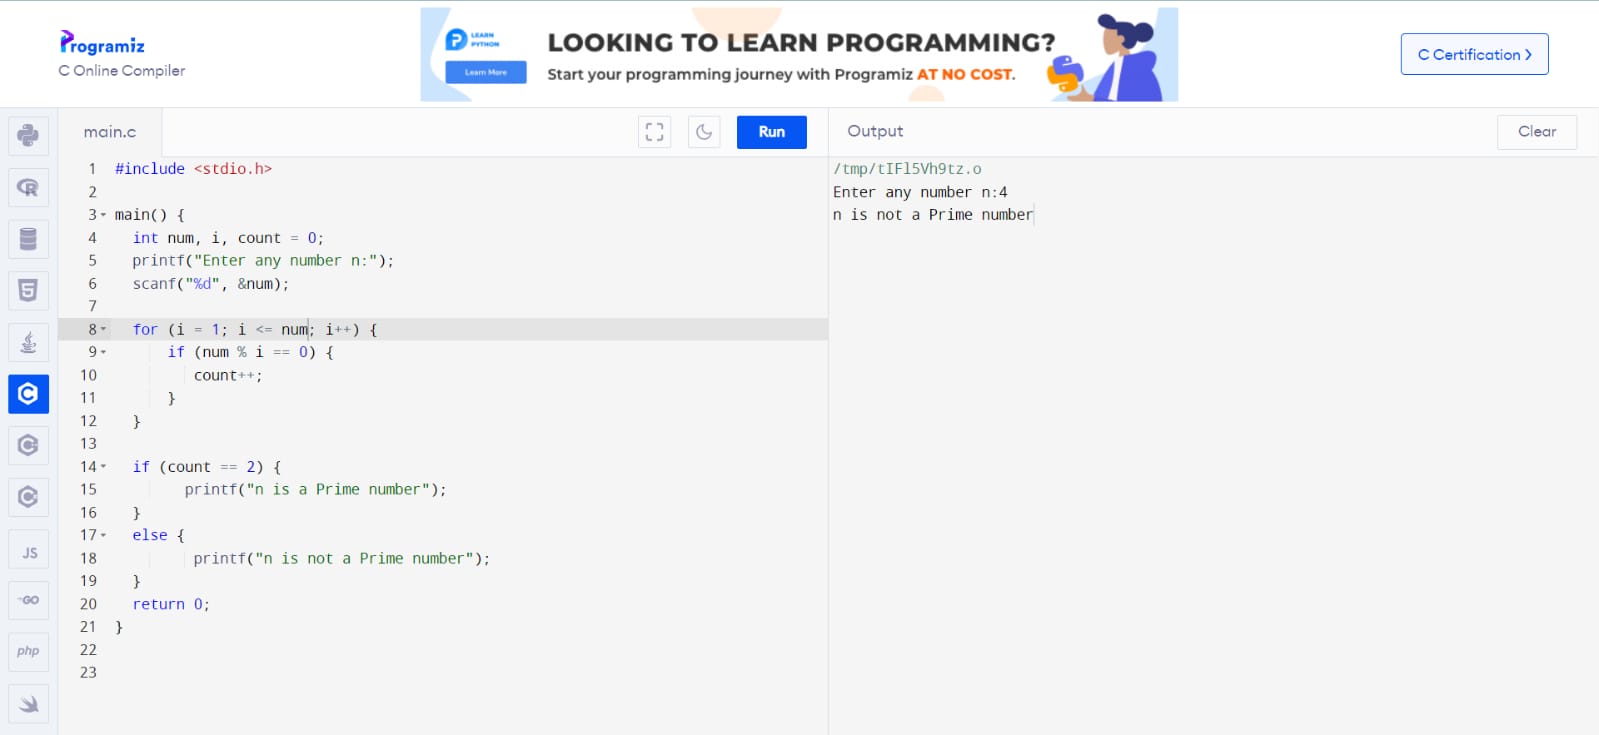 Programiz
C Online Compiler
LEARN
PYTHON
Learn More
LOOKING TO LEARN PROGRAMMING?
Start your programming journey with Programiz AT NO COST.
C Certification >
main.c
Run
1 #include <stdio.h>
2
3 main() {
4 int num, i, count = 0;
5 printf("Enter any number n:");
6 scanf("%d", &num);
7
8 for (i = 1; i <= num; i++) {
9 if (num % i == 0) {
10 count++;
11 }
12 }
13
14 if (count == 2) {
15 printf("n is a Prime number");
16 }
17 else {
18 printf("n is not a Prime number");
19 }
20 return 0;
21 }
22
23
Output
Clear
/tmp/tIFl5Vh9tz.o
Enter any number n:4
n is not a Prime number
R
5
C
C
C
JS
GO
php